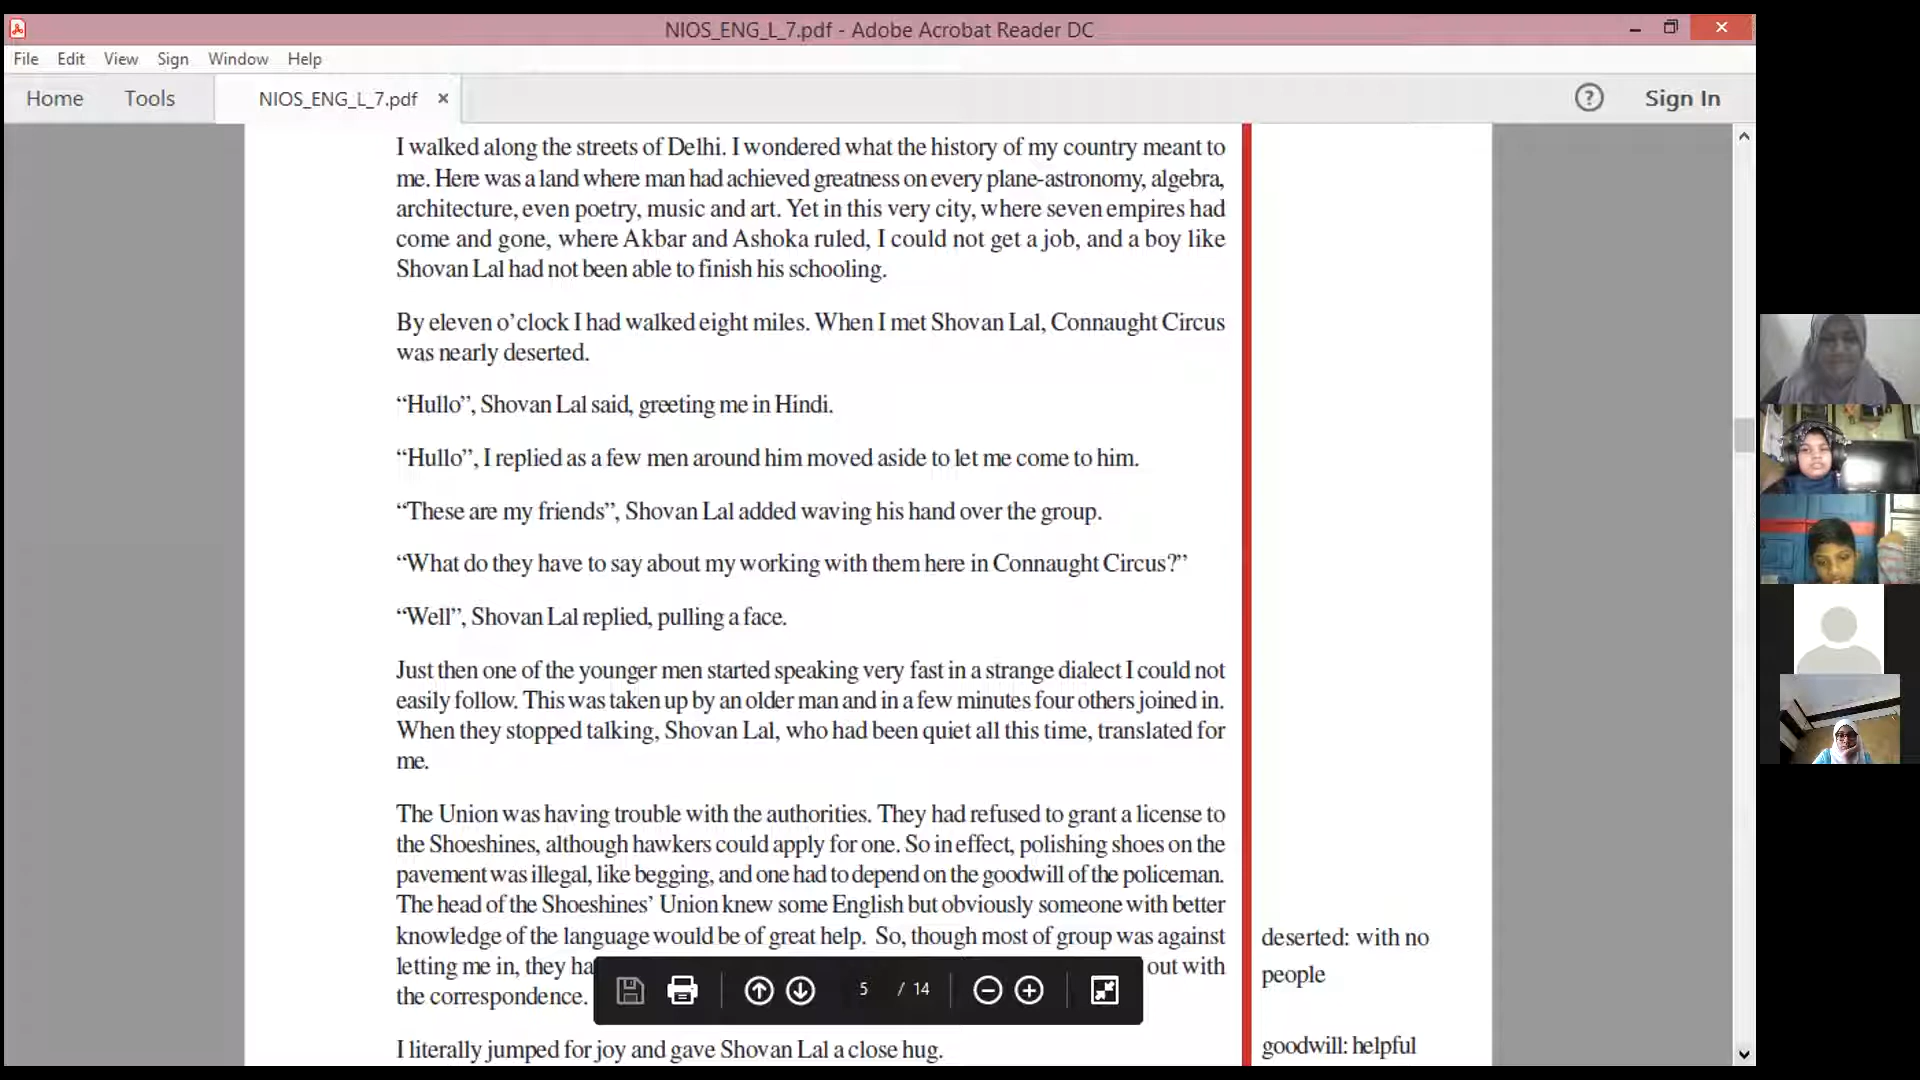 NIOS_ENG_L_7.pdf - Adobe Acrobat Reader DC
File Edit View Sign Window Help
Home Tools NIOS_ENG_L_7.pdf × ? Sign In
I walked along the streets of Delhi. I wondered what the history of my country meant to
me. Here was a land where man had achieved greatness on every plane-astronomy, algebra,
architecture, even poetry, music and art. Yet in this very city, where seven empires had
come and gone, where Akbar and Ashoka ruled, I could not get a job, and a boy like
Shovan Lal had not been able to finish his schooling.
By eleven o’clock I had walked eight miles. When I met Shovan Lal, Connaught Circus
was nearly deserted.
“Hullo”, Shovan Lal said, greeting me in Hindi.
“Hullo”, I replied as a few men around him moved aside to let me come to him.
“These are my friends”, Shovan Lal added waving his hand over the group.
“What do they have to say about my working with them here in Connaught Circus?”
“Well”, Shovan Lal replied, pulling a face.
Just then one of the younger men started speaking very fast in a strange dialect I could not
easily follow. This was taken up by an older man and in a few minutes four others joined in.
When they stopped talking, Shovan Lal, who had been quiet all this time, translated for
me.
The Union was having trouble with the authorities. They had refused to grant a license to
the Shoeshines, although hawkers could apply for one. So in effect, polishing shoes on the
pavement was illegal, like begging, and one had to depend on the goodwill of the policeman.
The head of the Shoeshines’ Union knew some English but obviously someone with better
knowledge of the language would be of great help. So, though most of group was against
letting me in, they ha out with
the correspondence.
I literally jumped for joy and gave Shovan Lal a close hug.
deserted: with no
people
goodwill: helpful
5 / 14